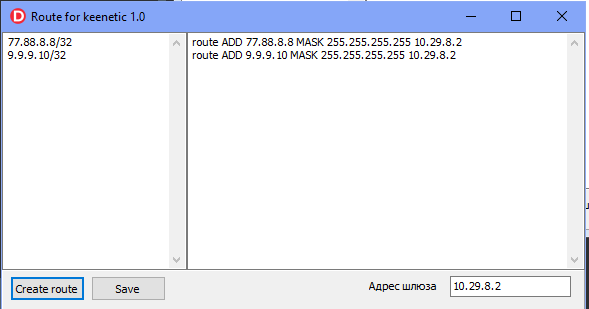 Route for keenetic 1.0
77.88.8.8/32
9.9.9.10/32
route ADD 77.88.8.8 MASK 255.255.255.255 10.29.8.2
route ADD 9.9.9.10 MASK 255.255.255.255 10.29.8.2
Create route
Save
Адрес шлюза
10.29.8.2